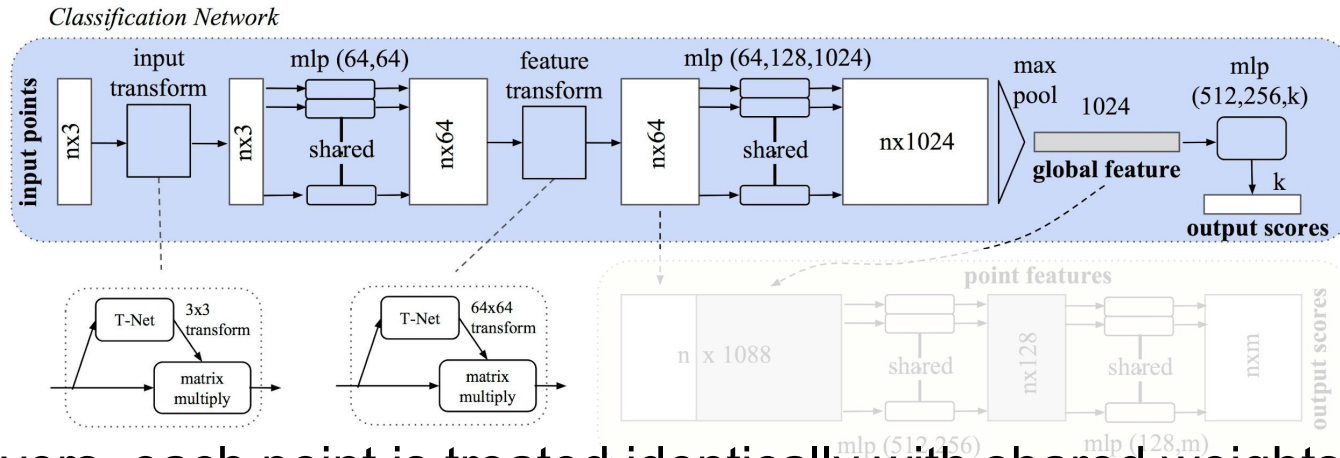 Classification Network
input points
nx3
input
transform
nx3
mlp (64,64)
shared
nx64
feature
transform
nx64
mlp (64,128,1024)
shared
nx1024
max
pool
1024
global feature
mlp
(512,256,k)
k
output scores
T-Net
3x3
transform
matrix
multiply
T-Net
64x64
transform
matrix
multiply
point features
n x 1088
shared
nx128
shared
nxm
output scores
mlp (512,256)
mlp (128,m)
each point is treated identically with shared weights